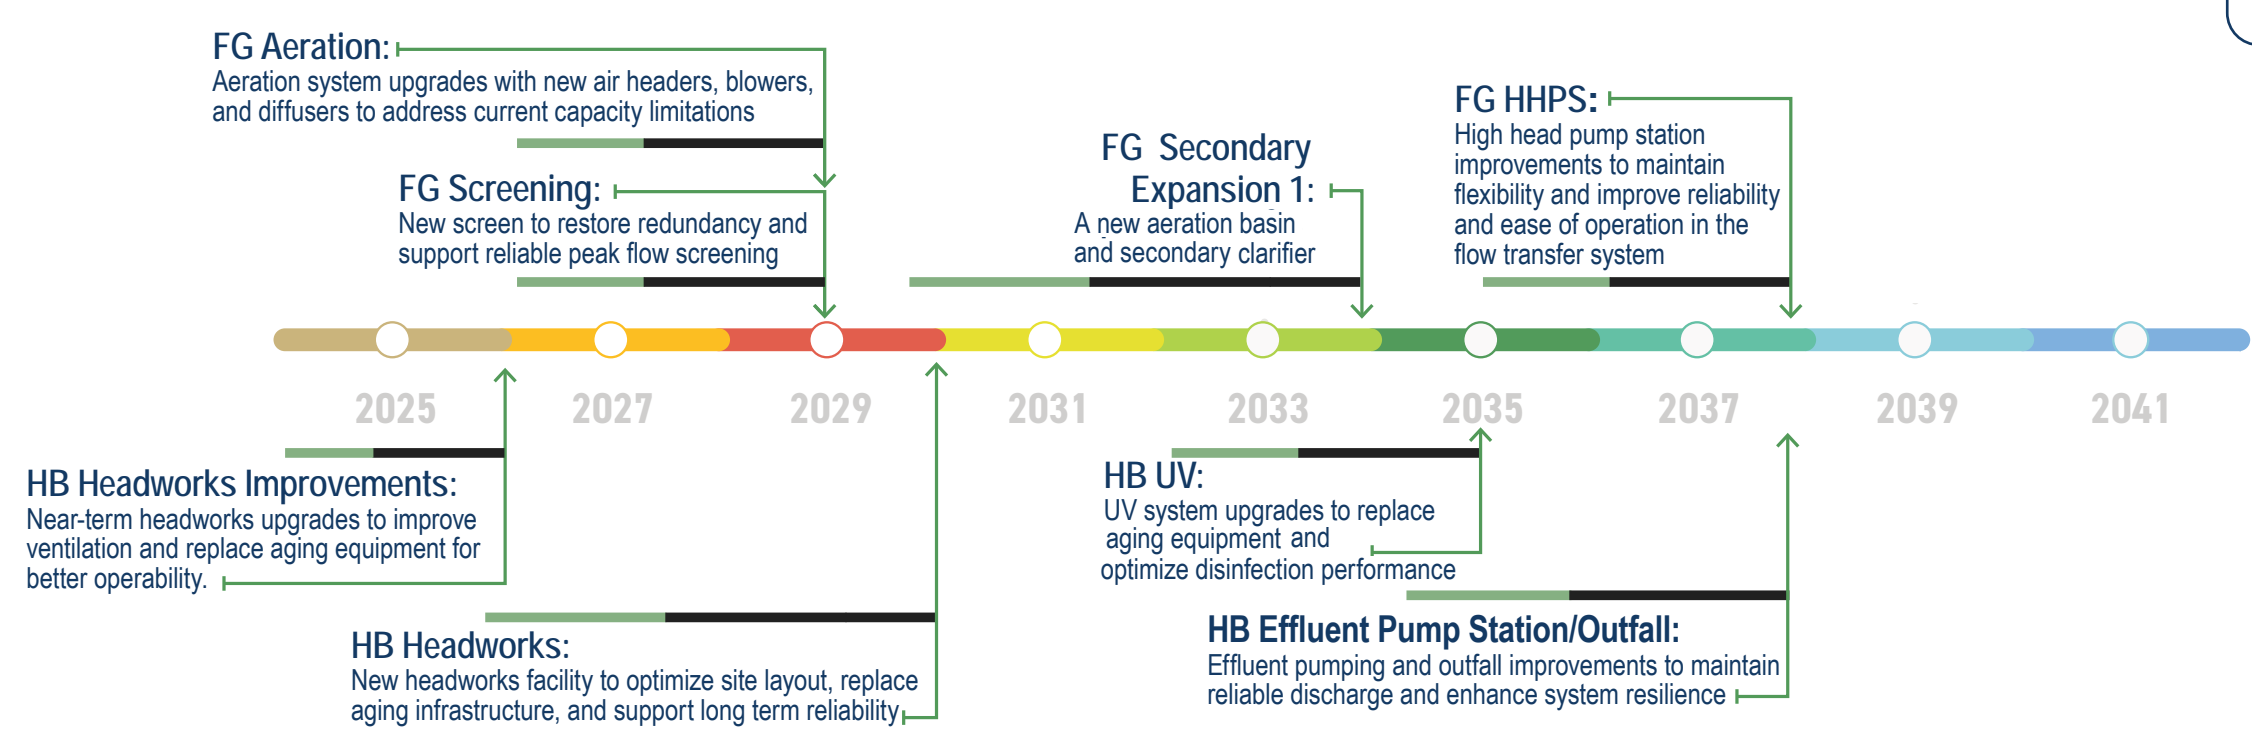 FG Aeration:
Aeration system upgrades with new air headers, blowers,
and diffusers to address current capacity limitations
FG Screening:
New screen to restore redundancy and
support reliable peak flow screening
FG Secondary
Expansion 1:
A new aeration basin
and secondary clarifier
FG HHPS:
High head pump station
improvements to maintain
flexibility and improve reliability
and ease of operation in the
flow transfer system
2025 2027 2029 2031 2033 2035 2037 2039 2041
HB Headworks Improvements:
Near-term headworks upgrades to improve
ventilation and replace aging equipment for
better operability.
HB Headworks:
New headworks facility to optimize site layout, replace
aging infrastructure, and support long term reliability
HB UV:
UV system upgrades to replace
aging equipment and
optimize disinfection performance
HB Effluent Pump Station/Outfall:
Effluent pumping and outfall improvements to maintain
reliable discharge and enhance system resilience